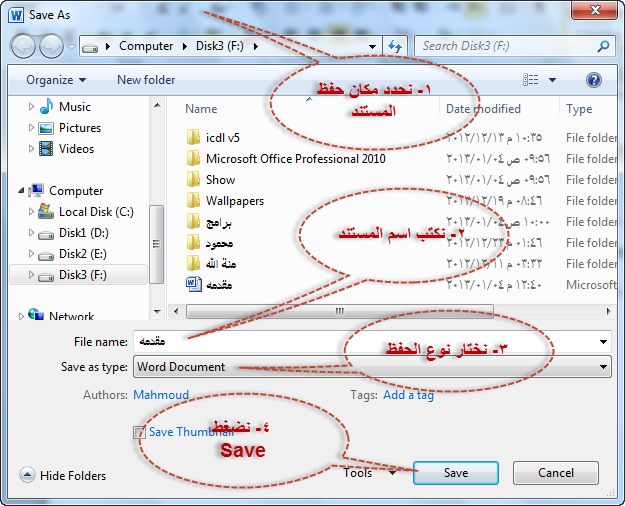 Save As
Computer
Disk3 (F:)
Search Disk3 (F:)
Organize
New folder
١- نحدد مكان حفظ
المستند
Music
Pictures
Videos
Computer
Local Disk (C:)
Disk1 (D:)
Disk2 (E:)
Disk3 (F:)
Network
Name Date modified Type
icdl v5 ٢٠١٢/١٢/١٣ ١٠:٣٥ م File folder
Microsoft Office Professional 2010 ٢٠١٣/٠١/٠٤ ٠٩:٥٦ ص File folder
Show ٢٠١٣/٠١/٠٤ ٠٩:٥٦ ص File folder
Wallpapers ٢٠١٢/١٢/١٩ ٠٨:٤٦ م File folder
برامج ٢٠١٣/٠١/٠٤ ١٠:٠٠ ص File folder
محمود ٢٠١٢/١٢/٢٣ ٠١:٤٦ م File folder
منة الله ٢٠١٢/١٢/١١ ٠٣:٢٢ م File folder
مقدمه ٢٠١٣/٠١/٠٤ ١٢:٤٠ م Microsoft
٢- نكتب اسم المستند
File name: مقدمه
٣- نختار نوع الحفظ
Save as type: Word Document
Authors: Mahmoud
Tags: Add a tag
٤- نضغط
Save
Save Thumbnail
Hide Folders
Tools
Save
Cancel